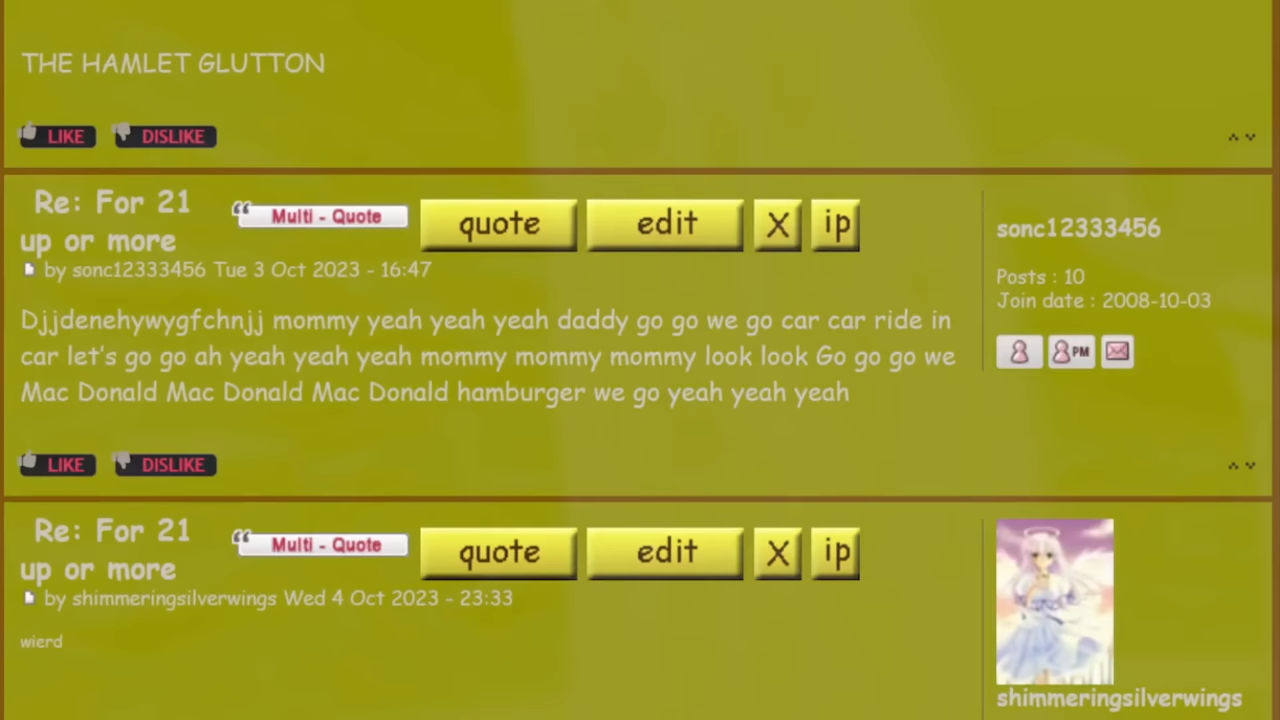 THE HAMLET GLUTTON
LIKE DISLIKE
Re: For 21
up or more
Multi - Quote quote edit X ip
by sonc12333456 Tue 3 Oct 2023 - 16:47
Djjdenehywygfchnjj mommy yeah yeah yeah daddy go go we go car car ride in
car let's go go ah yeah yeah yeah mommy mommy mommy look look Go go go we
Mac Donald Mac Donald Mac Donald hamburger we go yeah yeah yeah
sonc12333456
Posts : 10
Join date : 2008-10-03
PM
LIKE DISLIKE
Re: For 21
up or more
Multi - Quote quote edit X ip
by shimmeringsilverwings Wed 4 Oct 2023 - 23:33
wierd
shimmeringsilverwings